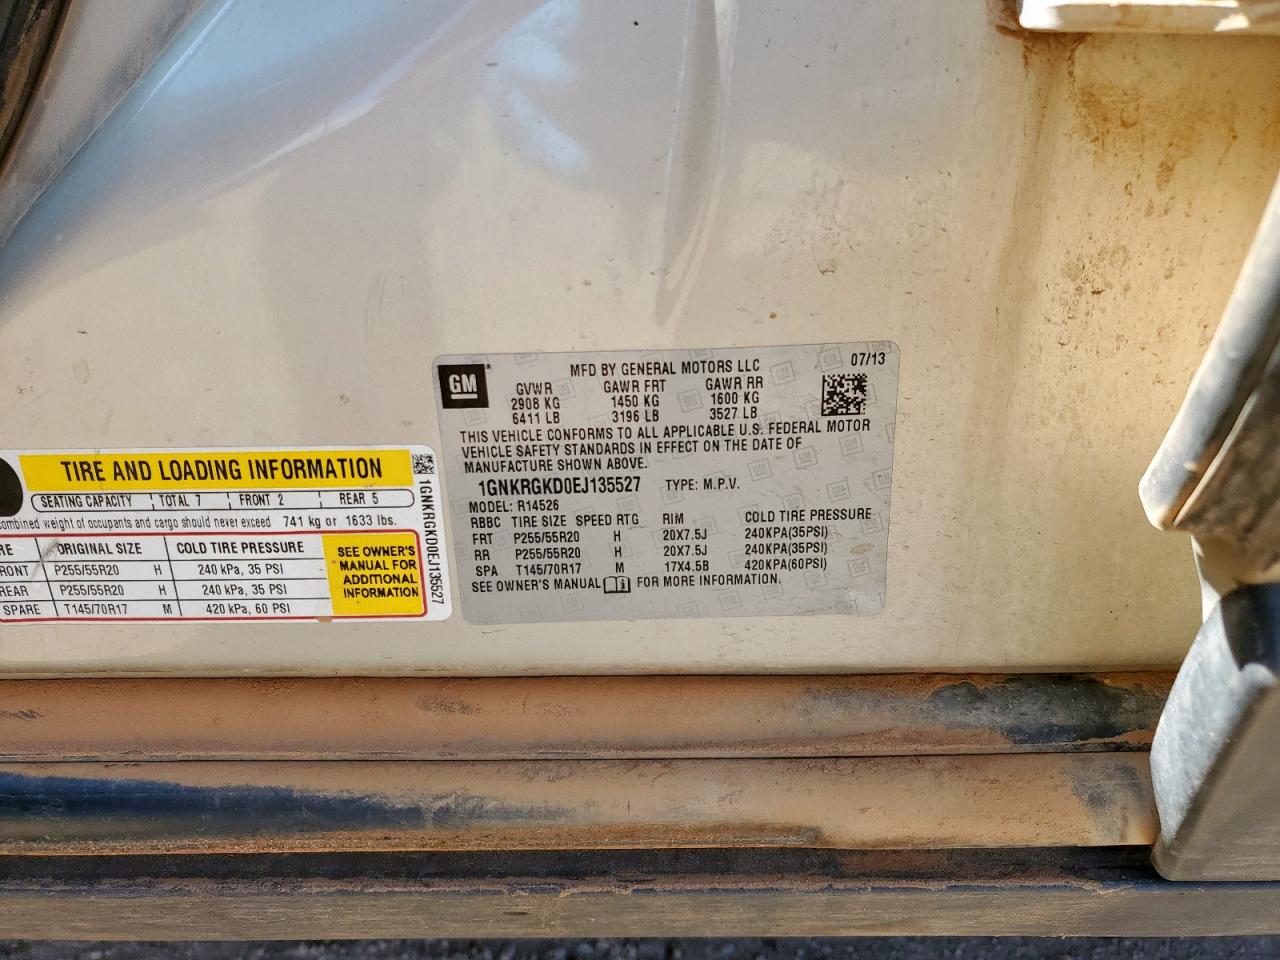 TIRE AND LOADING INFORMATION
SEATING CAPACITY TOTAL 7 FRONT 2 REAR 5
combined weight of occupants and cargo should never exceed 741 kg or 1633 lbs.
RE ORIGINAL SIZE COLD TIRE PRESSURE
RONT P255/55R20 H 240 kPa, 35 PSI
REAR P255/55R20 H 240 kPa, 35 PSI
SPARE T145/70R17 M 420 kPa, 60 PSI
SEE OWNER'S
MANUAL FOR
ADDITIONAL
INFORMATION
1GNKRGKD0EJ135527
GM
MFD BY GENERAL MOTORS LLC 07/13
GVWR GAWR FRT GAWR RR
2908 KG 1450 KG 1600 KG
6411 LB 3196 LB 3527 LB
THIS VEHICLE CONFORMS TO ALL APPLICABLE U.S. FEDERAL MOTOR
VEHICLE SAFETY STANDARDS IN EFFECT ON THE DATE OF
MANUFACTURE SHOWN ABOVE.
1GNKRGKD0EJ135527 TYPE: M.P.V.
MODEL: R14526
RBBC TIRE SIZE SPEED RTG RIM COLD TIRE PRESSURE
FRT P255/55R20 H 20X7.5J 240KPA(35PSI)
RR P255/55R20 H 20X7.5J 240KPA(35PSI)
SPA T145/70R17 M 17X4.5B 420KPA(60PSI)
SEE OWNER'S MANUAL FOR MORE INFORMATION.